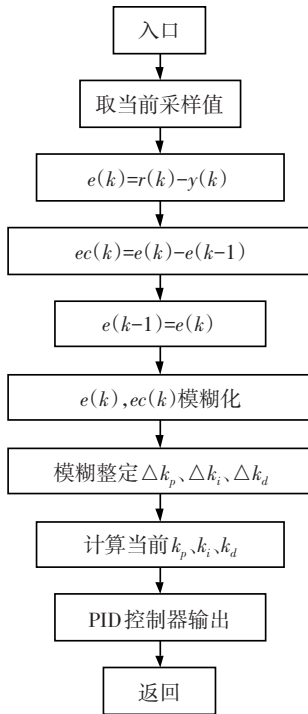 入口
取当前采样值
e(k)=r(k)-y(k)
ec(k)=e(k)-e(k-1)
e(k-1)=e(k)
e(k),ec(k)模糊化
模糊整定△kp、△ki、△kd
计算当前kp、ki、kd
PID控制器输出
返回